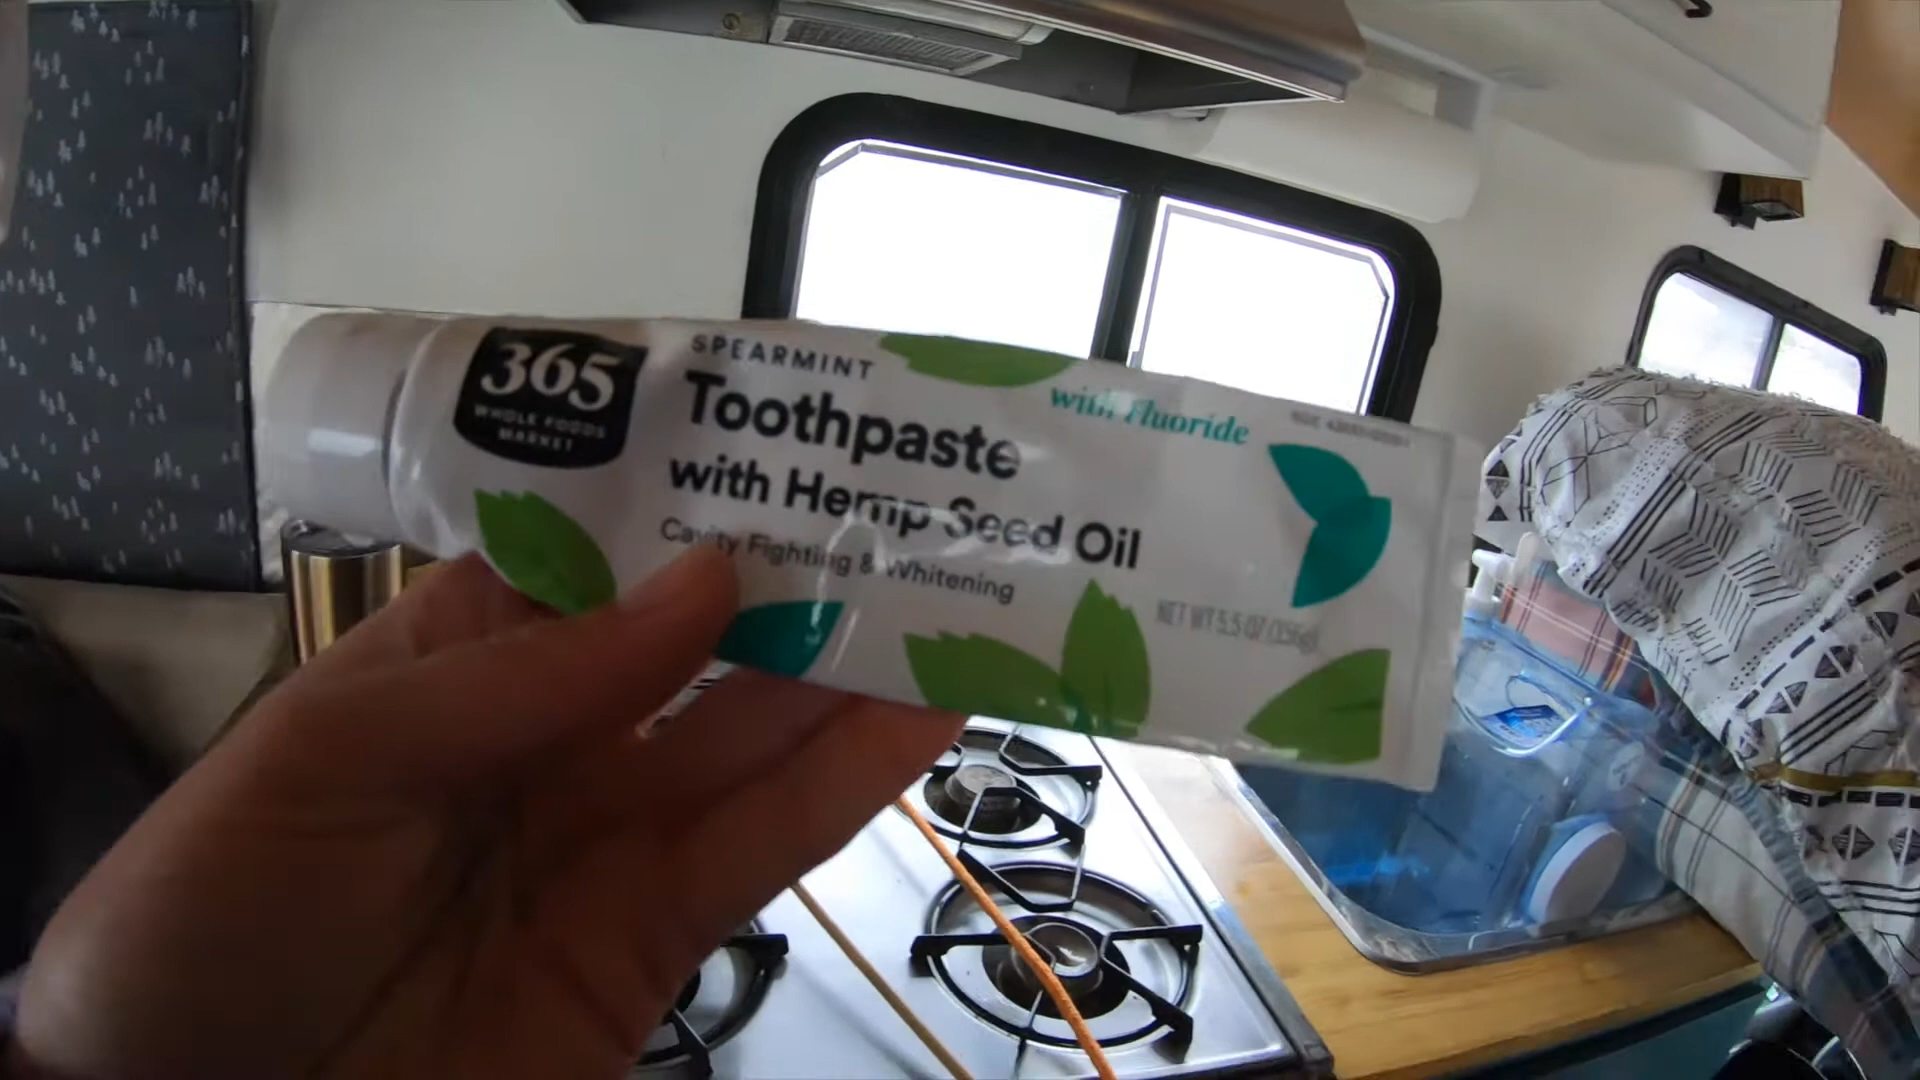 365
WHOLE FOODS
MARKET
SPEARMINT
Toothpaste
with Fluoride
with Hemp Seed Oil
Cavity Fighting & Whitening
NET WT 5.5 OZ (156g)